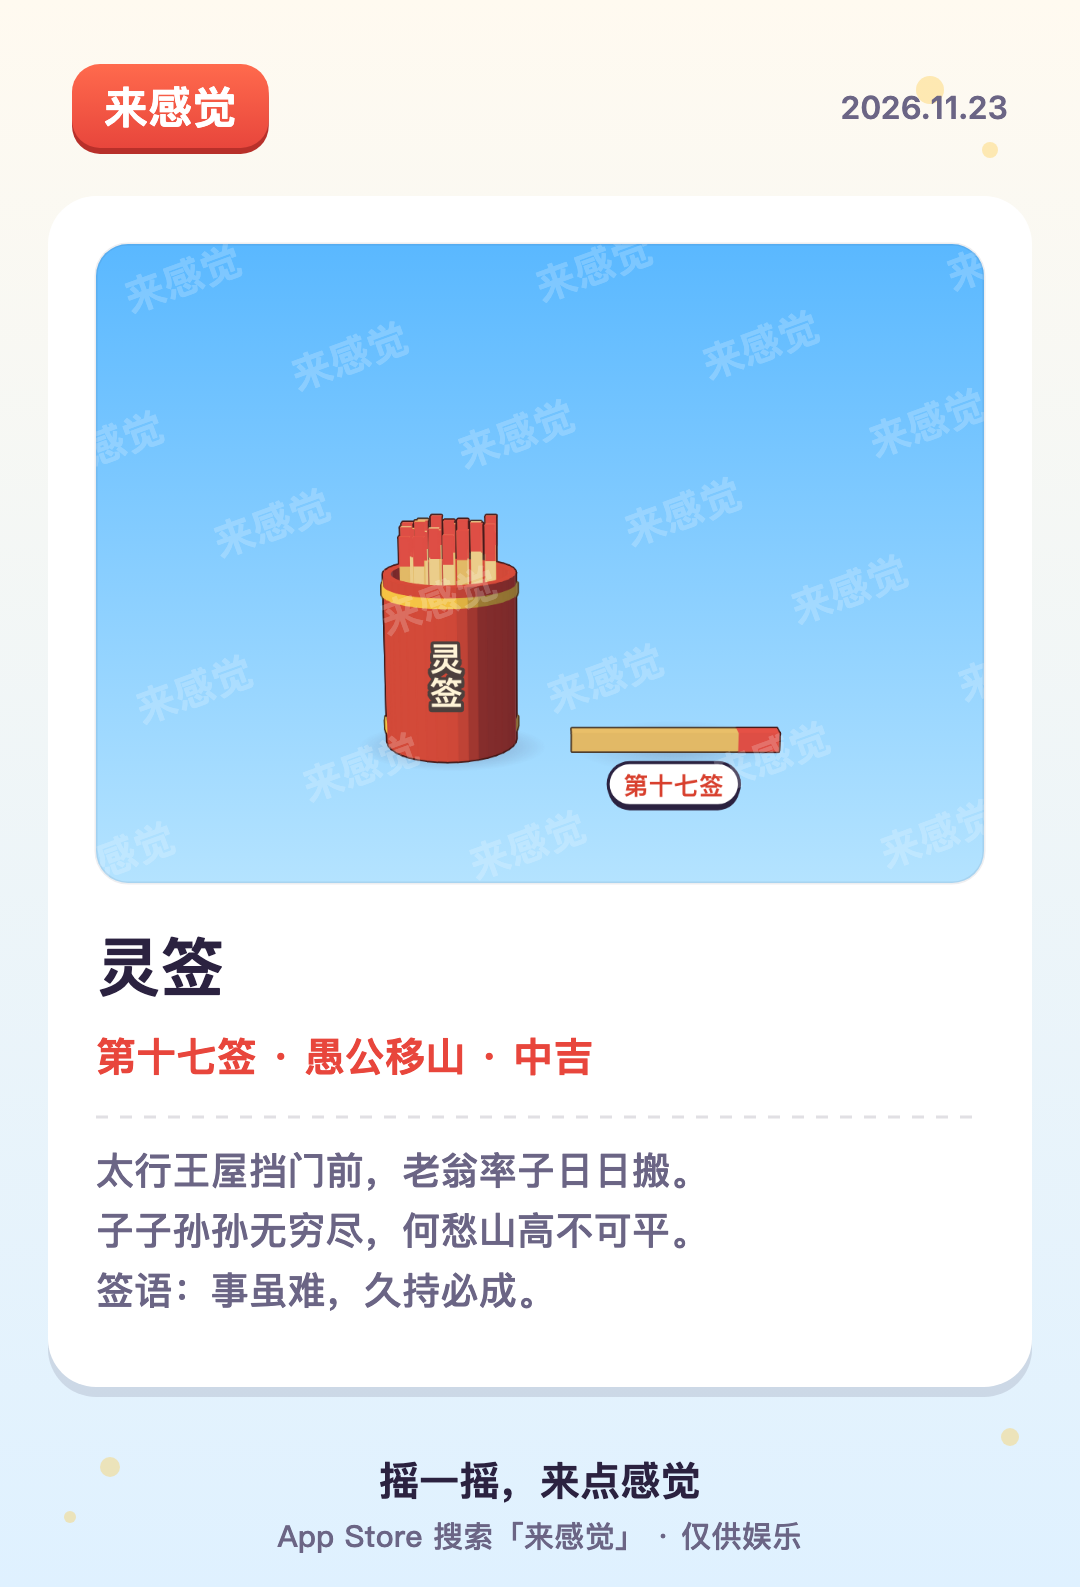 来感觉
2026.11.23
灵签
第十七签
灵签
第十七签 · 愚公移山 · 中吉
太行王屋挡门前，老翁率子日日搬。
子子孙孙无穷尽，何愁山高不可平。
签语：事虽难，久持必成。
摇一摇，来点感觉
App Store 搜索「来感觉」 · 仅供娱乐